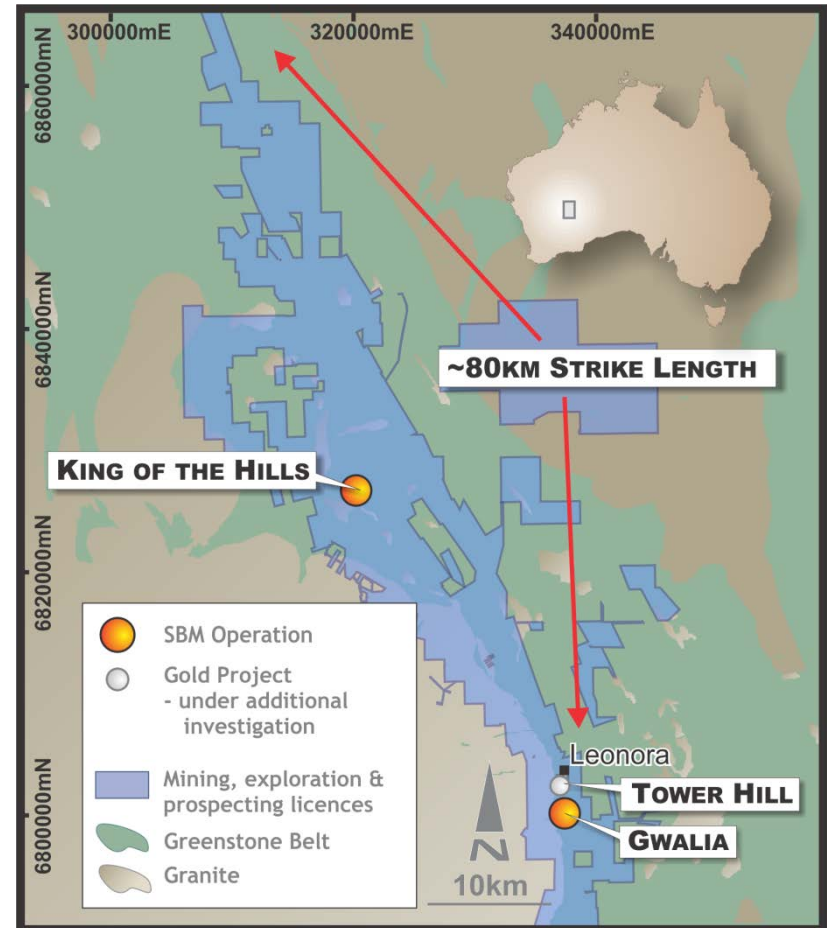 300000mE 320000mE 340000mE
6860000mN
6840000mN
6820000mN
6800000mN
~80KM STRIKE LENGTH
KING OF THE HILLS
SBM Operation
Gold Project
- under additional
investigation
Mining, exploration &
prospecting licences
Greenstone Belt
Granite
Leonora
TOWER HILL
GWALIA
N
10km